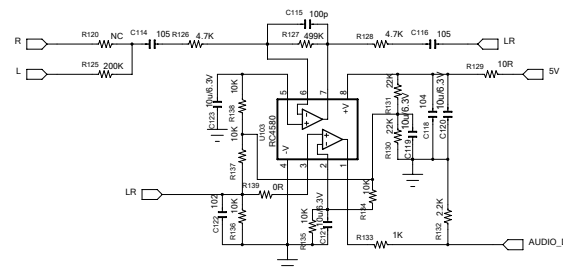 C115
100p
R
R120
NC
C114
105
R126
4.7K
R127
499K
R128
4.7K
C116
105
LR
L
R125
200K
R129
10R
5V
C123
10u/6.3V
10K
R138
5
6
7
8
+V
U103
RC4580
-V
4
3
2
1
22K
R131
10u/6.3V
22K
R130
C119
104
C118
10u/6.3V
C120
10K
R137
LR
R139
0R
102
C122
10K
R136
10K
R135
10u/6.3V
C121
10K
R134
2.2K
R132
R133
1K
AUDIO_I